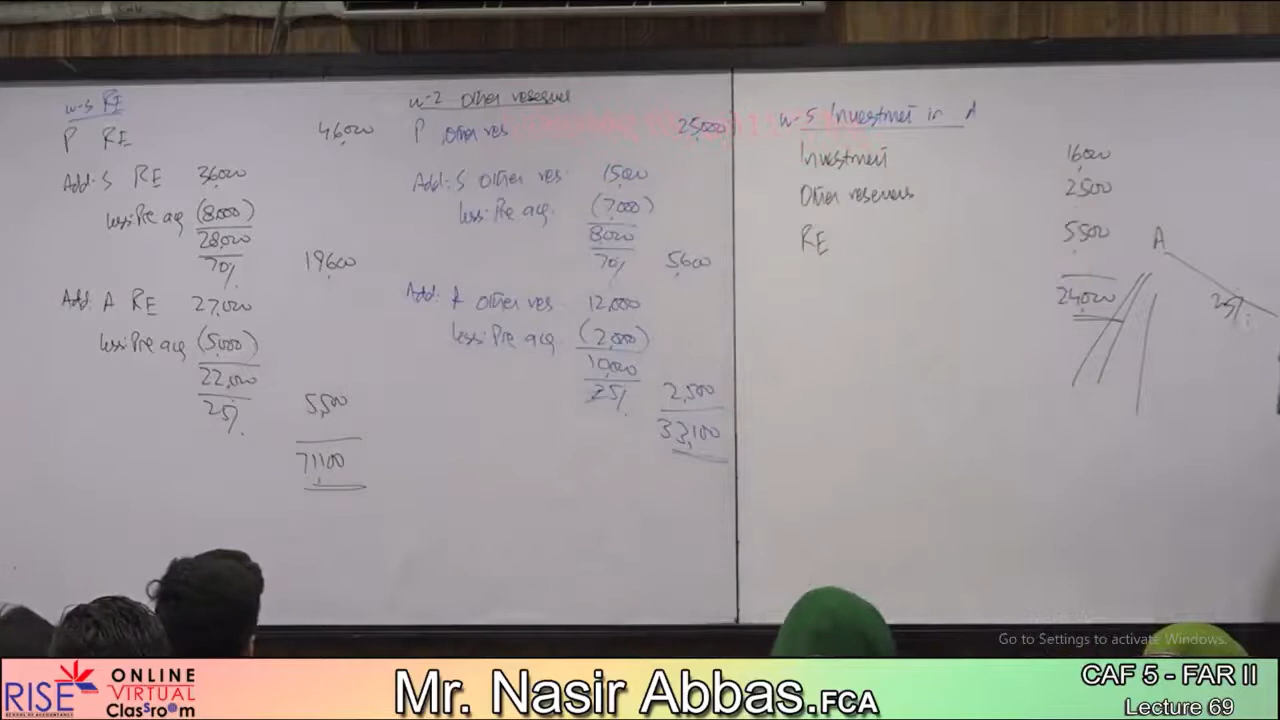 w-3 RE
P RE 46,000
Add: S RE 36,000
less: Pre acq (8,000)
28,000
70% 19,600
Add: A RE 27,000
less: Pre acq (5,000)
22,000
25% 5,500
71,100
w-2 Other reserves
P other res 25,000
Add: S other res. 15,000
less: Pre acq. (7,000)
8,000
70% 5,600
Add: A other res 12,000
less: Pre acq. (2,000)
10,000
25% 2,500
33,100
w-5 Investment in A
Investment 16,000
Other reserves 2,500
RE 5,500
24,000
A
25%
Go to Settings to activate Windows.
RISE
SCHOOL OF ACCOUNTANCY
ONLINE
VIRTUAL
Classroom
Mr. Nasir Abbas.FCA
CAF 5 - FAR II
Lecture 69